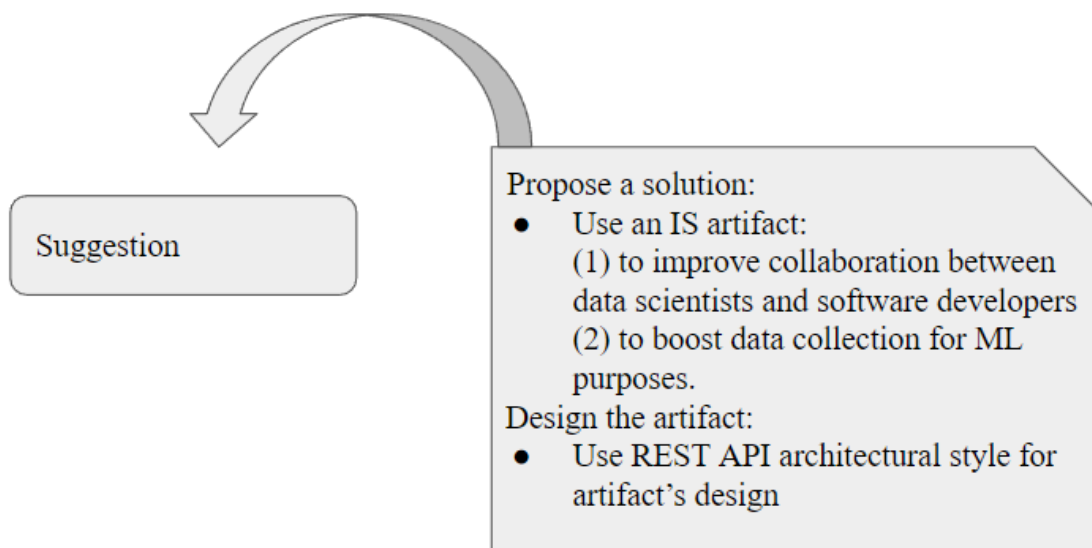 Suggestion
Propose a solution:
● Use an IS artifact:
(1) to improve collaboration between
data scientists and software developers
(2) to boost data collection for ML
purposes.
Design the artifact:
● Use REST API architectural style for
artifact’s design